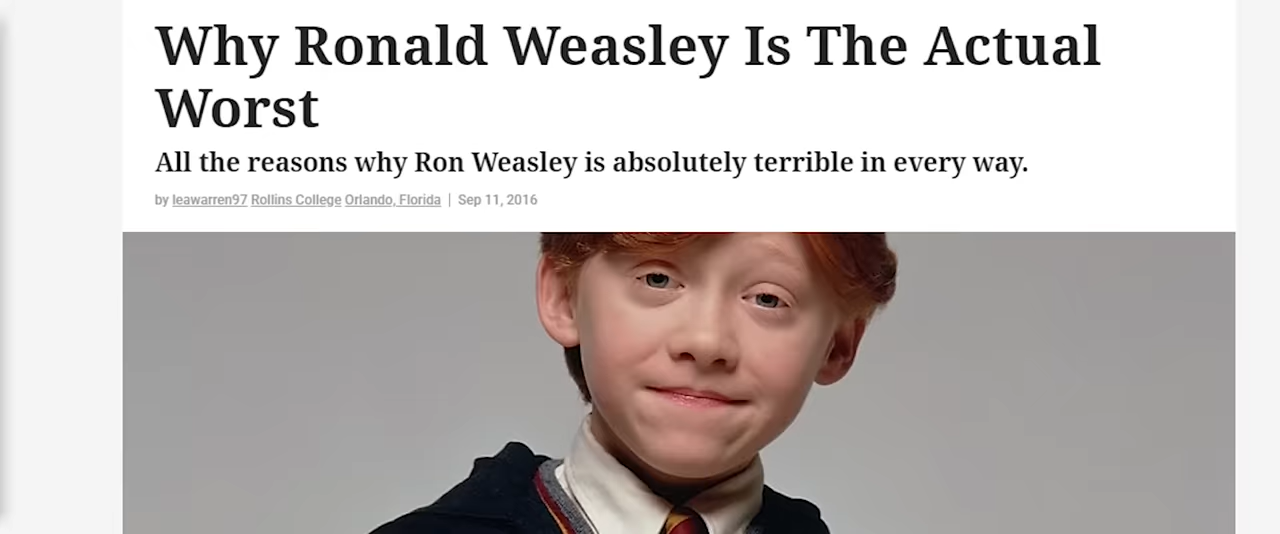 Why Ronald Weasley Is The Actual
Worst
All the reasons why Ron Weasley is absolutely terrible in every way.
by leawarren97 Rollins College Orlando, Florida | Sep 11, 2016